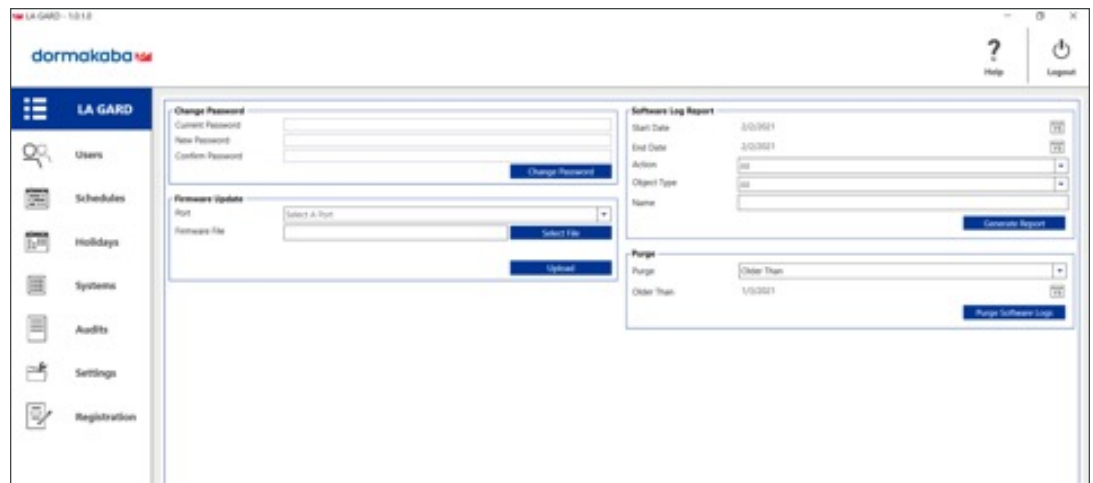 LA GARD - 1.0.1.0
dormakaba
Help
Logout
LA GARD
Users
Schedules
Holidays
Systems
Audits
Settings
Registration
Change Password
Current Password
New Password
Confirm Password
Change Password
Firmware Update
Port
Select A Port
Firmware File
Select File
Upload
Software Log Report
Start Date
2/2/2021
End Date
2/2/2021
Action
All
Object Type
All
Name
Generate Report
Purge
Purge
Older Than
Older Than
1/3/2021
Purge Software Logs